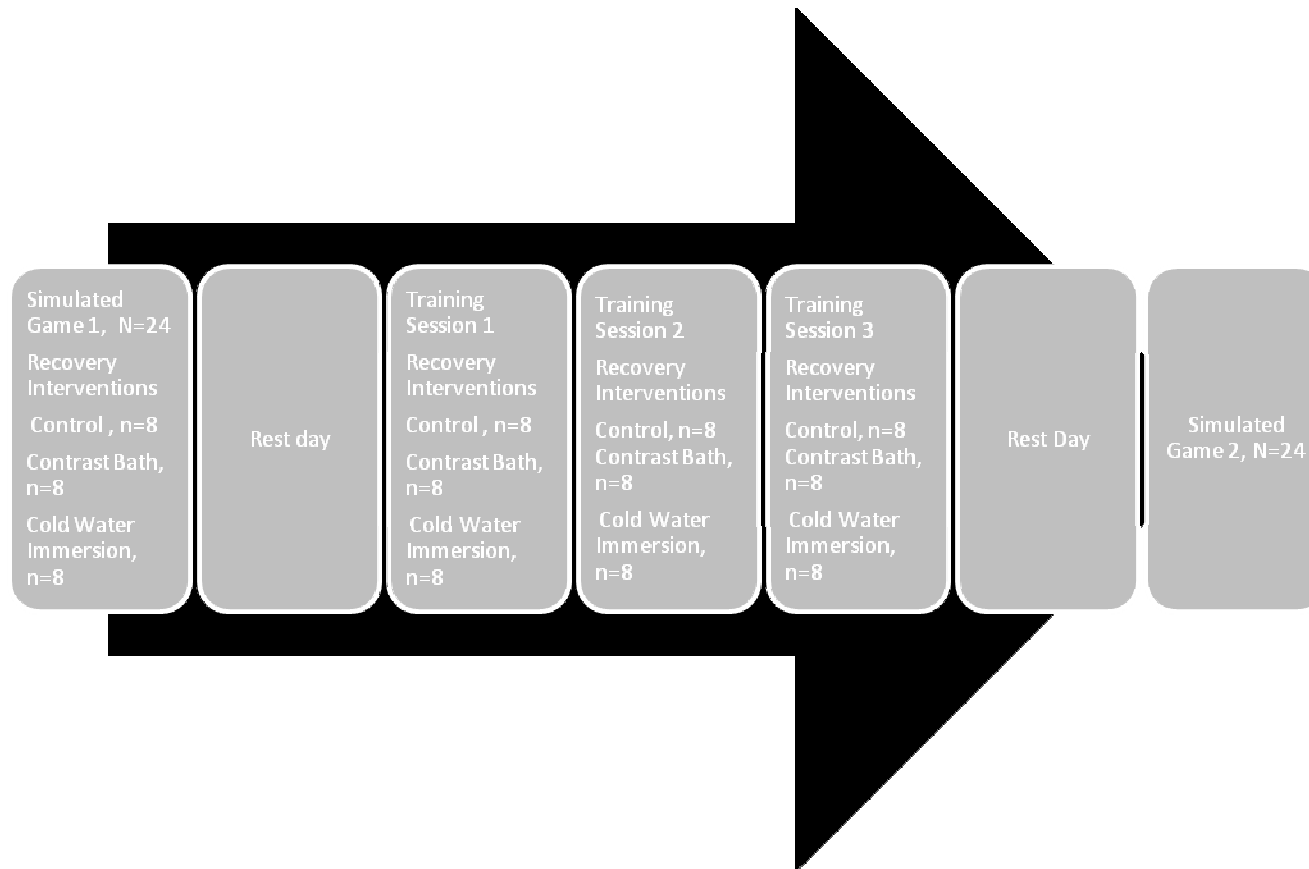 Simulated
Game 1, N=24
Recovery
Interventions
Control , n=8
Contrast Bath,
n=8
Cold Water
Immersion,
n=8
Rest day
Training
Session 1
Recovery
Interventions
Control , n=8
Contrast Bath,
n=8
Cold Water
Immersion,
n=8
Training
Session 2
Recovery
Interventions
Control, n=8
Contrast Bath,
n=8
Cold Water
Immersion,
n=8
Training
Session 3
Recovery
Interventions
Control, n=8
Contrast Bath,
n=8
Cold Water
Immersion,
n=8
Rest Day
Simulated
Game 2, N=24